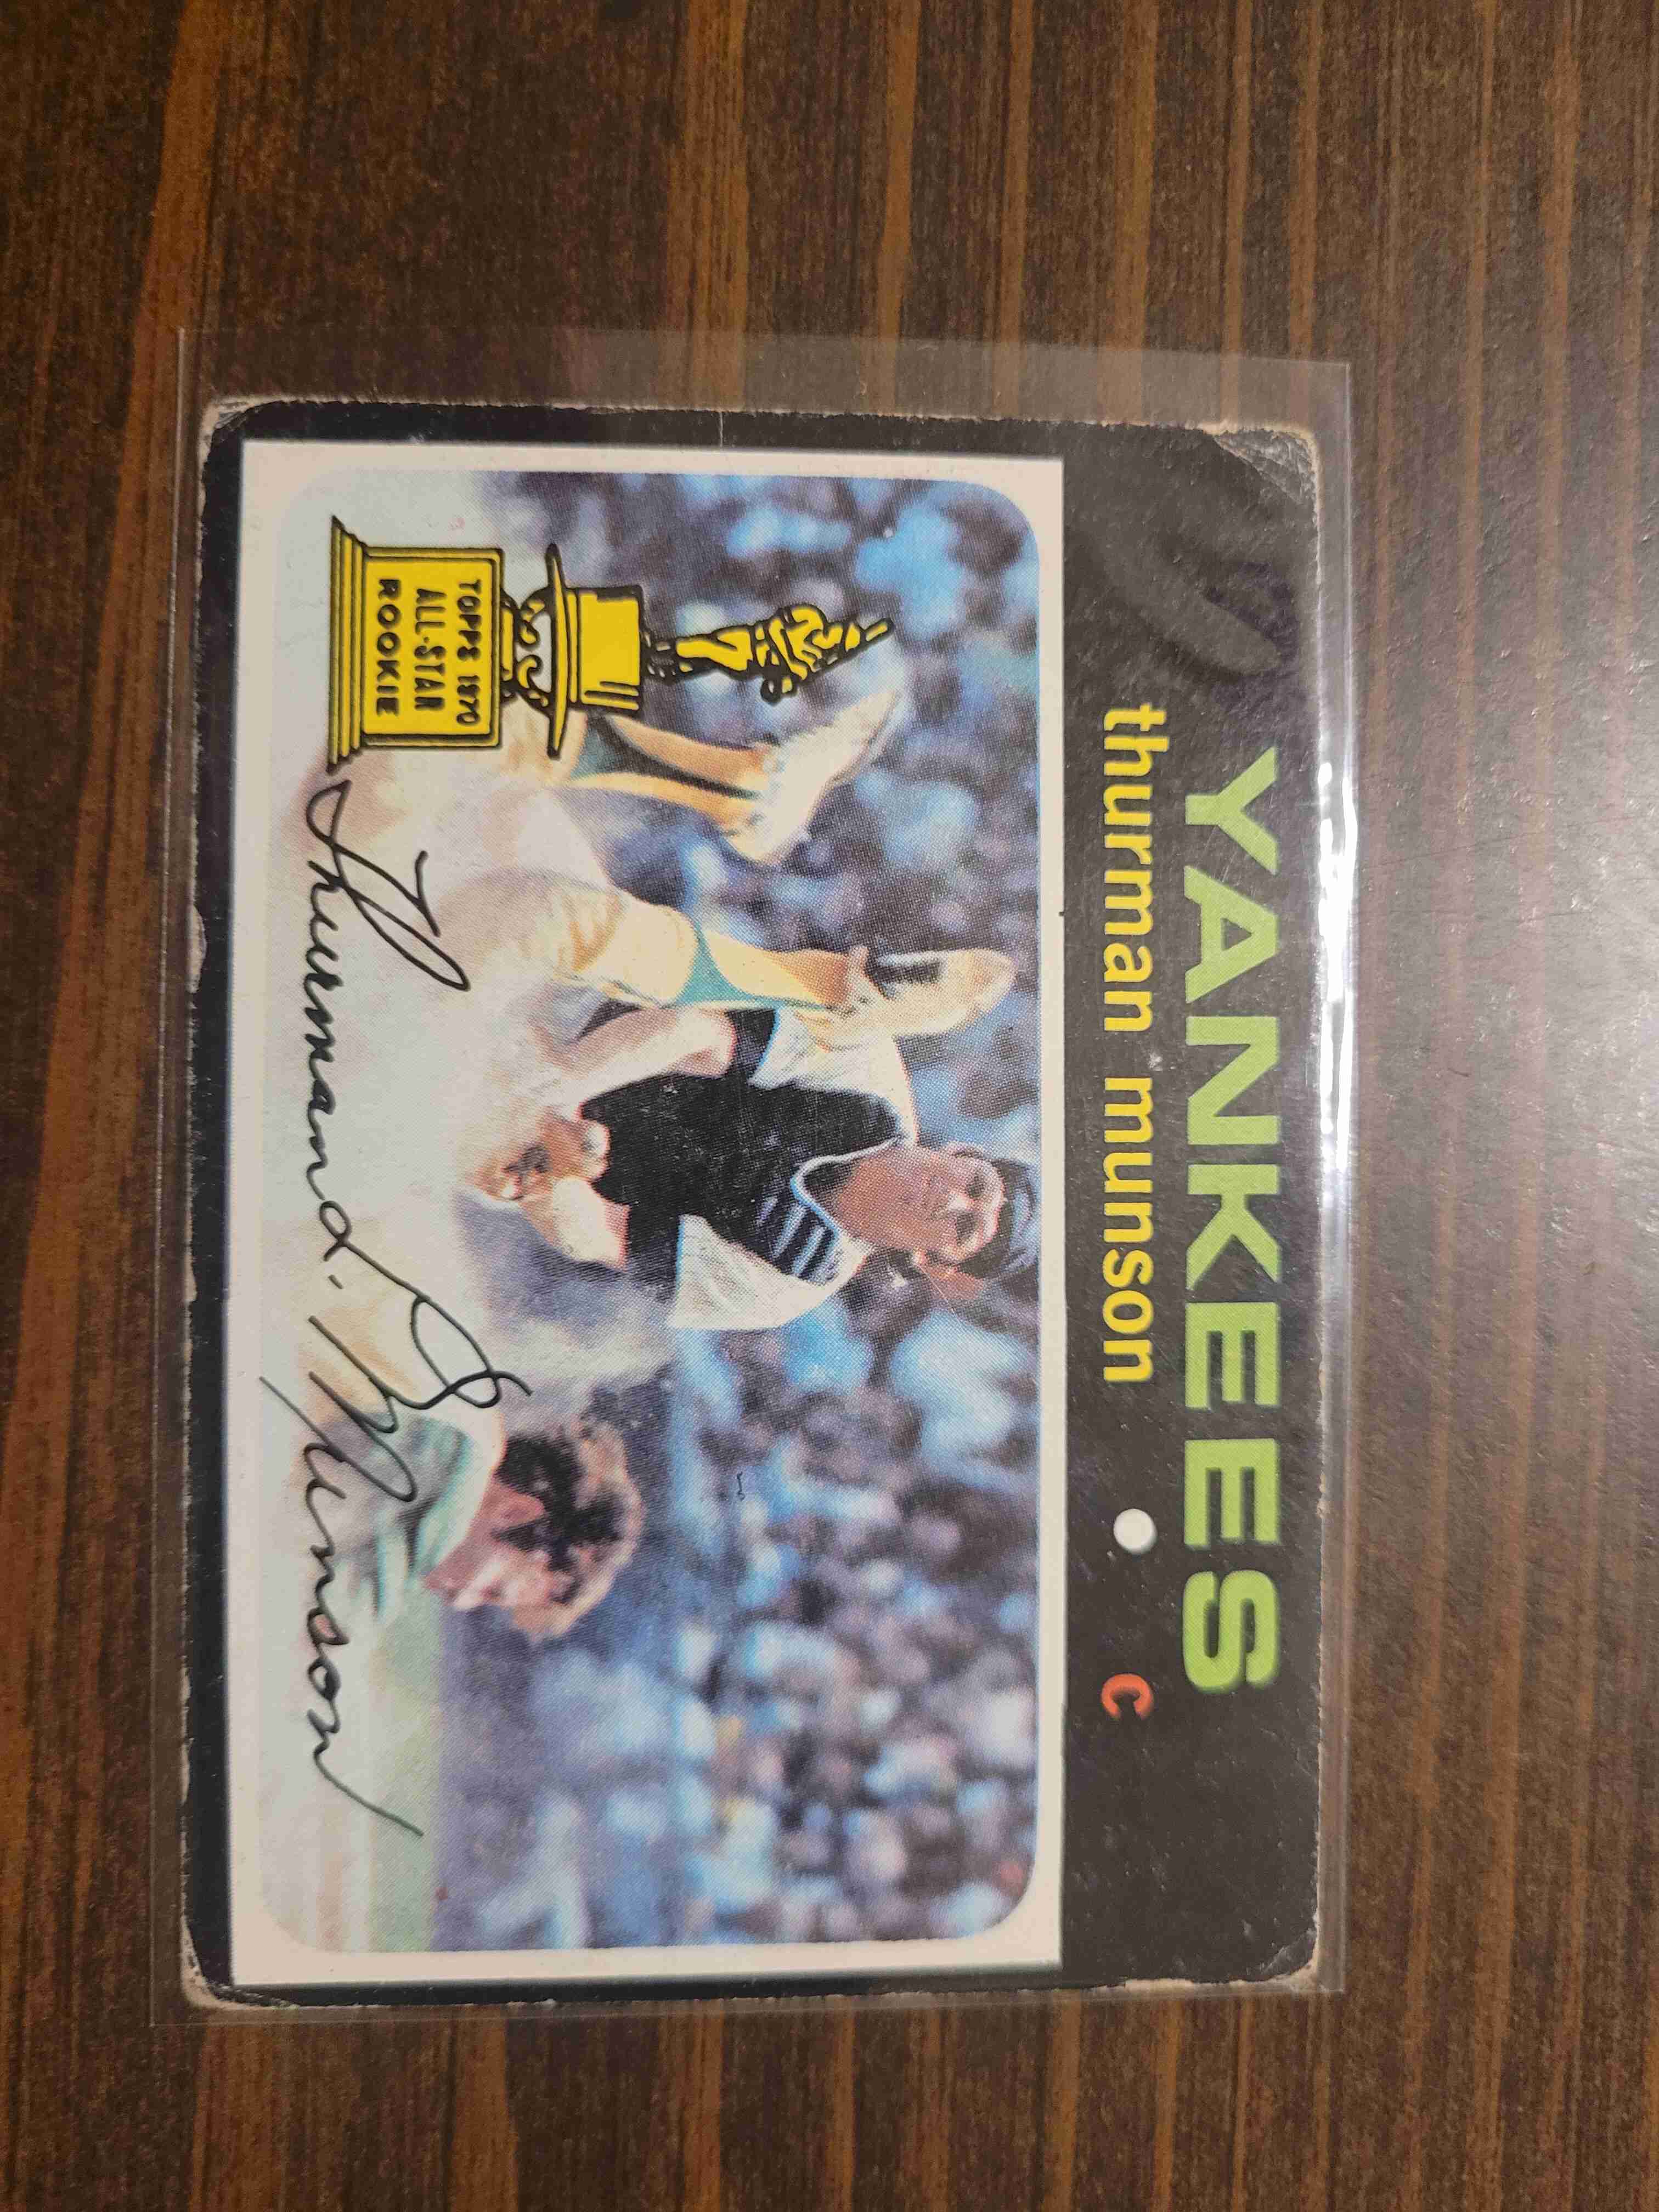 YANKEES
thurman munson • c
TOPPS 1970
ALL-STAR
ROOKIE
Thurman L. Munson